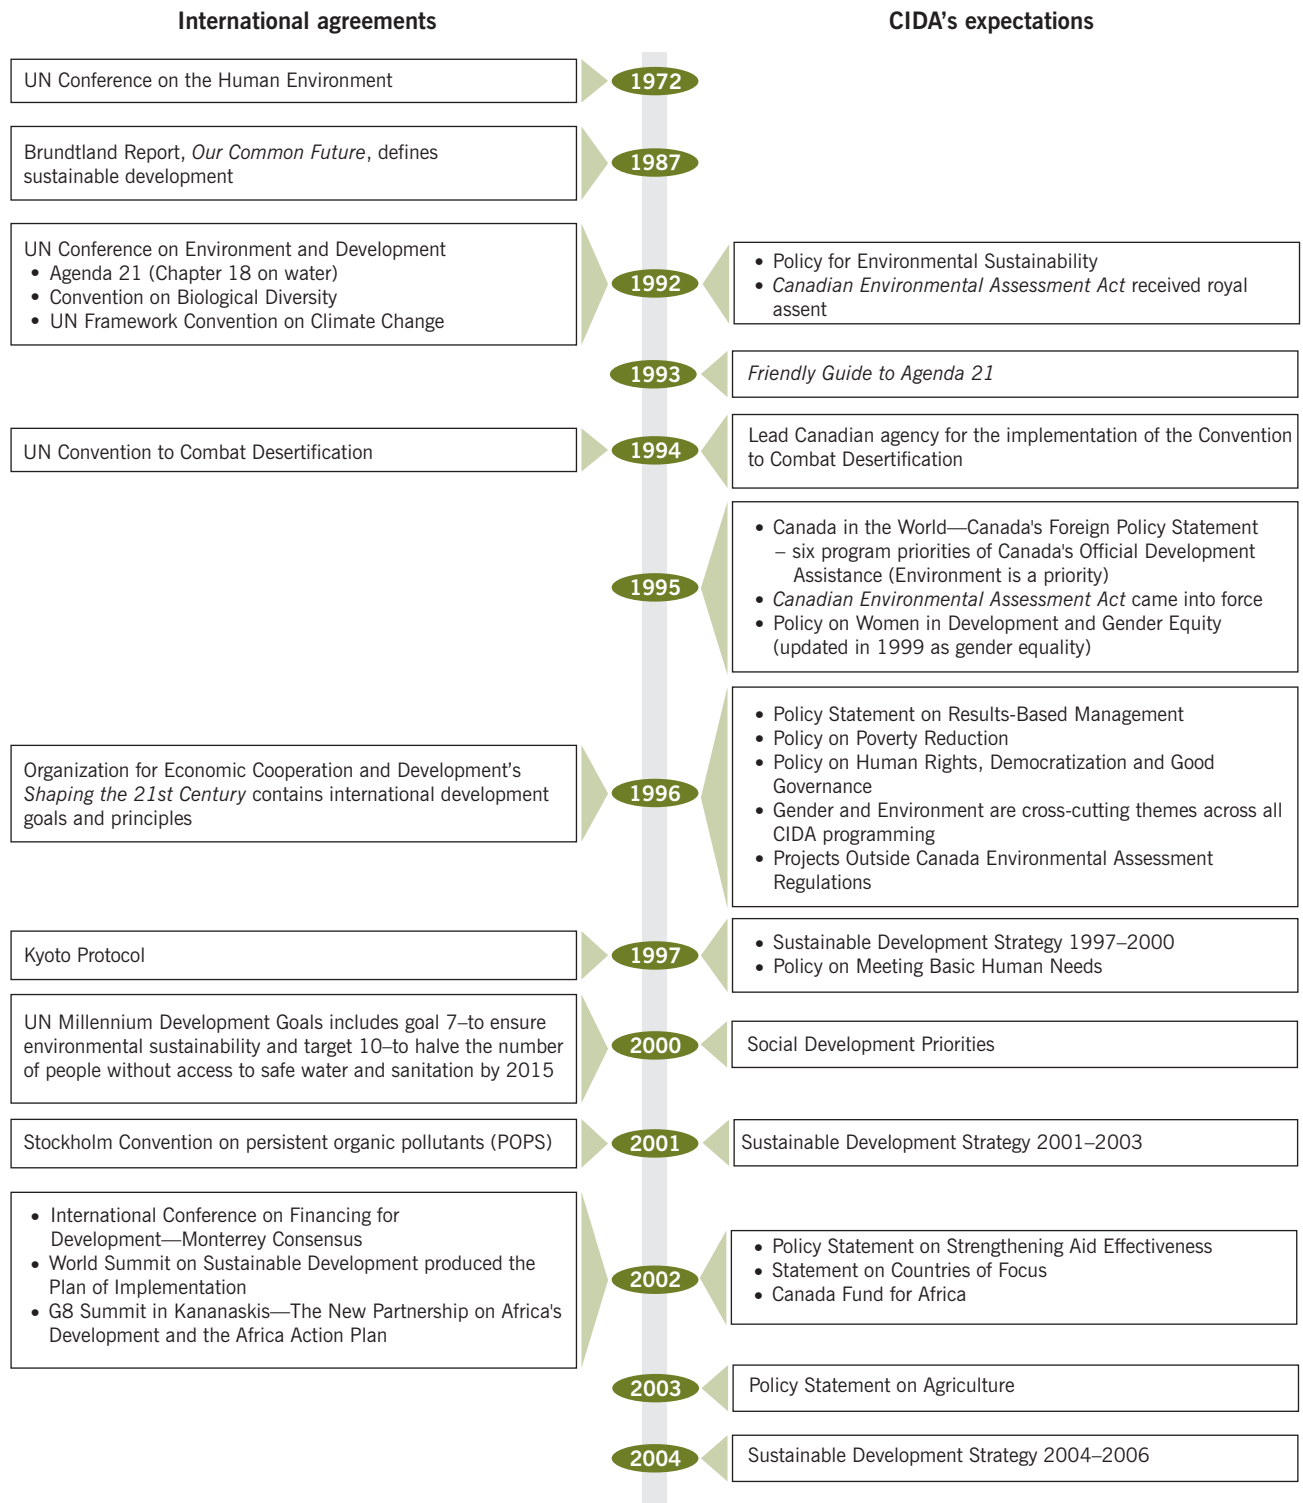 International agreements
CIDA's expectations
UN Conference on the Human Environment
1972
Brundtland Report, Our Common Future, defines
sustainable development
1987
UN Conference on Environment and Development
• Agenda 21 (Chapter 18 on water)
• Convention on Biological Diversity
• UN Framework Convention on Climate Change
1992
• Policy for Environmental Sustainability
• Canadian Environmental Assessment Act received royal
assent
1993
Friendly Guide to Agenda 21
UN Convention to Combat Desertification
1994
Lead Canadian agency for the implementation of the Convention
to Combat Desertification
1995
• Canada in the World—Canada's Foreign Policy Statement
– six program priorities of Canada's Official Development
Assistance (Environment is a priority)
• Canadian Environmental Assessment Act came into force
• Policy on Women in Development and Gender Equity
(updated in 1999 as gender equality)
Organization for Economic Cooperation and Development's
Shaping the 21st Century contains international development
goals and principles
1996
• Policy Statement on Results-Based Management
• Policy on Poverty Reduction
• Policy on Human Rights, Democratization and Good
Governance
• Gender and Environment are cross-cutting themes across all
CIDA programming
• Projects Outside Canada Environmental Assessment
Regulations
Kyoto Protocol
1997
• Sustainable Development Strategy 1997–2000
• Policy on Meeting Basic Human Needs
UN Millennium Development Goals includes goal 7–to ensure
environmental sustainability and target 10–to halve the number
of people without access to safe water and sanitation by 2015
2000
Social Development Priorities
Stockholm Convention on persistent organic pollutants (POPS)
2001
Sustainable Development Strategy 2001–2003
• International Conference on Financing for
Development—Monterrey Consensus
• World Summit on Sustainable Development produced the
Plan of Implementation
• G8 Summit in Kananaskis—The New Partnership on Africa's
Development and the Africa Action Plan
2002
• Policy Statement on Strengthening Aid Effectiveness
• Statement on Countries of Focus
• Canada Fund for Africa
2003
Policy Statement on Agriculture
2004
Sustainable Development Strategy 2004–2006